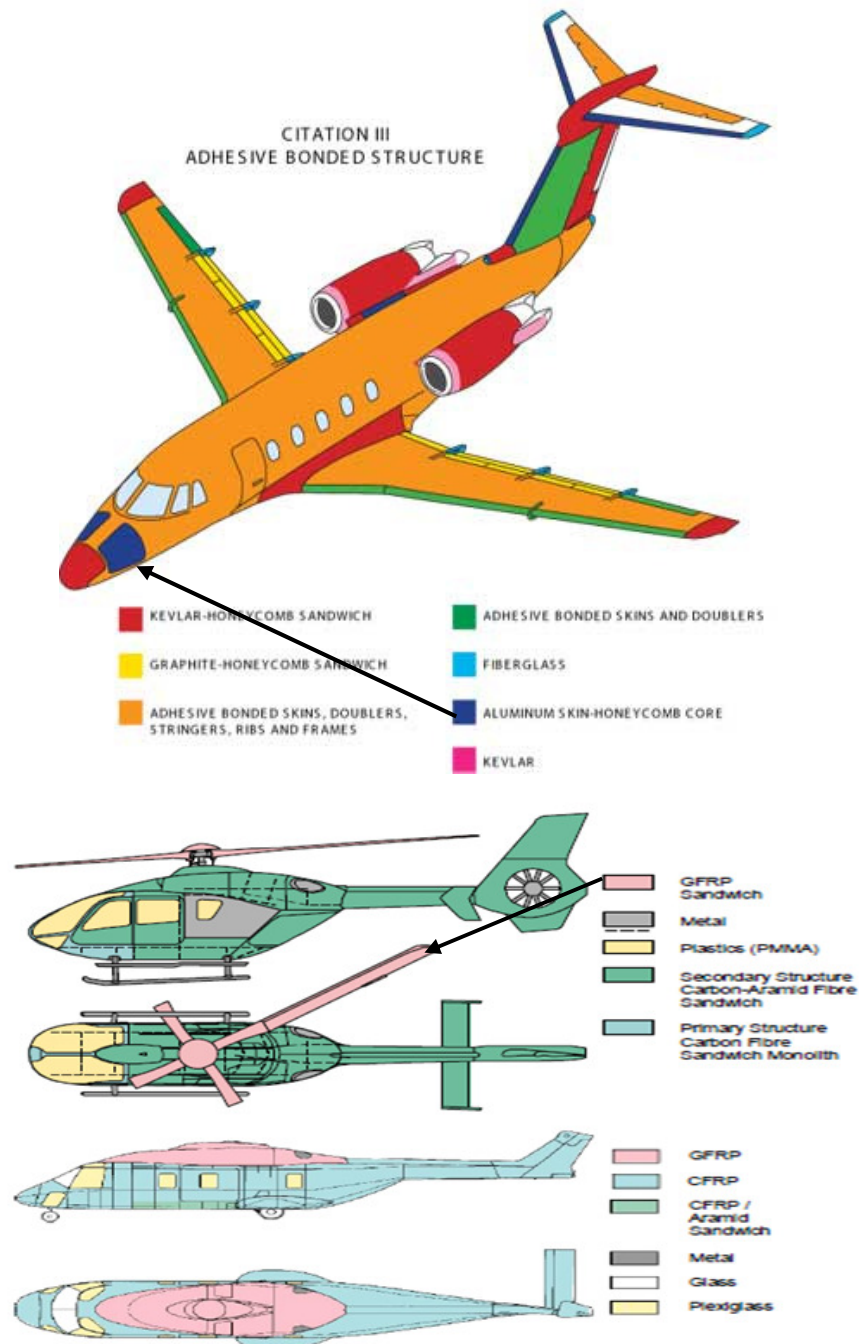 CITATION III
ADHESIVE BONDED STRUCTURE
KEVLAR-HONEYCOMB SANDWICH
GRAPHITE-HONEYCOMB SANDWICH
ADHESIVE BONDED SKINS, DOUBLERS,
STRINGERS, RIBS AND FRAMES
ADHESIVE BONDED SKINS AND DOUBLERS
FIBERGLASS
ALUMINUM SKIN-HONEYCOMB CORE
KEVLAR
GFRP
Sandwich
Metal
Plastics (PMMA)
Secondary Structure
Carbon-Aramid Fibre
Sandwich
Primary Structure
Carbon Fibre
Sandwich Monolith
GFRP
CFRP
CFRP /
Aramid
Sandwich
Metal
Glass
Plexiglass